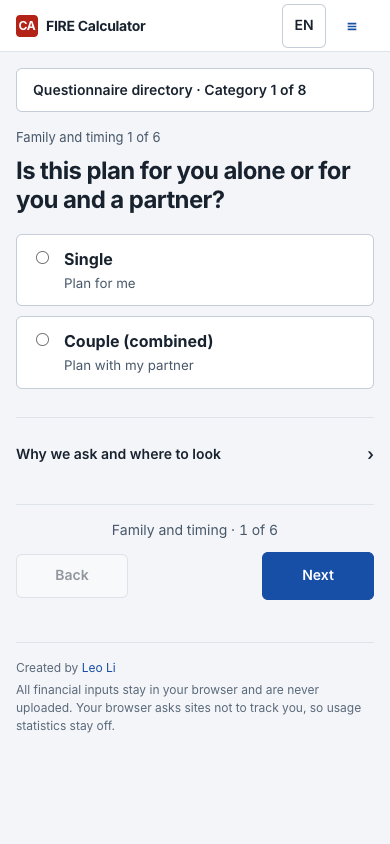 CA FIRE Calculator
EN
Questionnaire directory · Category 1 of 8
Family and timing 1 of 6
Is this plan for you alone or for
you and a partner?
Single
Plan for me
Couple (combined)
Plan with my partner
Why we ask and where to look
Family and timing · 1 of 6
Back
Next
Created by Leo Li
All financial inputs stay in your browser and are never
uploaded. Your browser asks sites not to track you, so usage
statistics stay off.